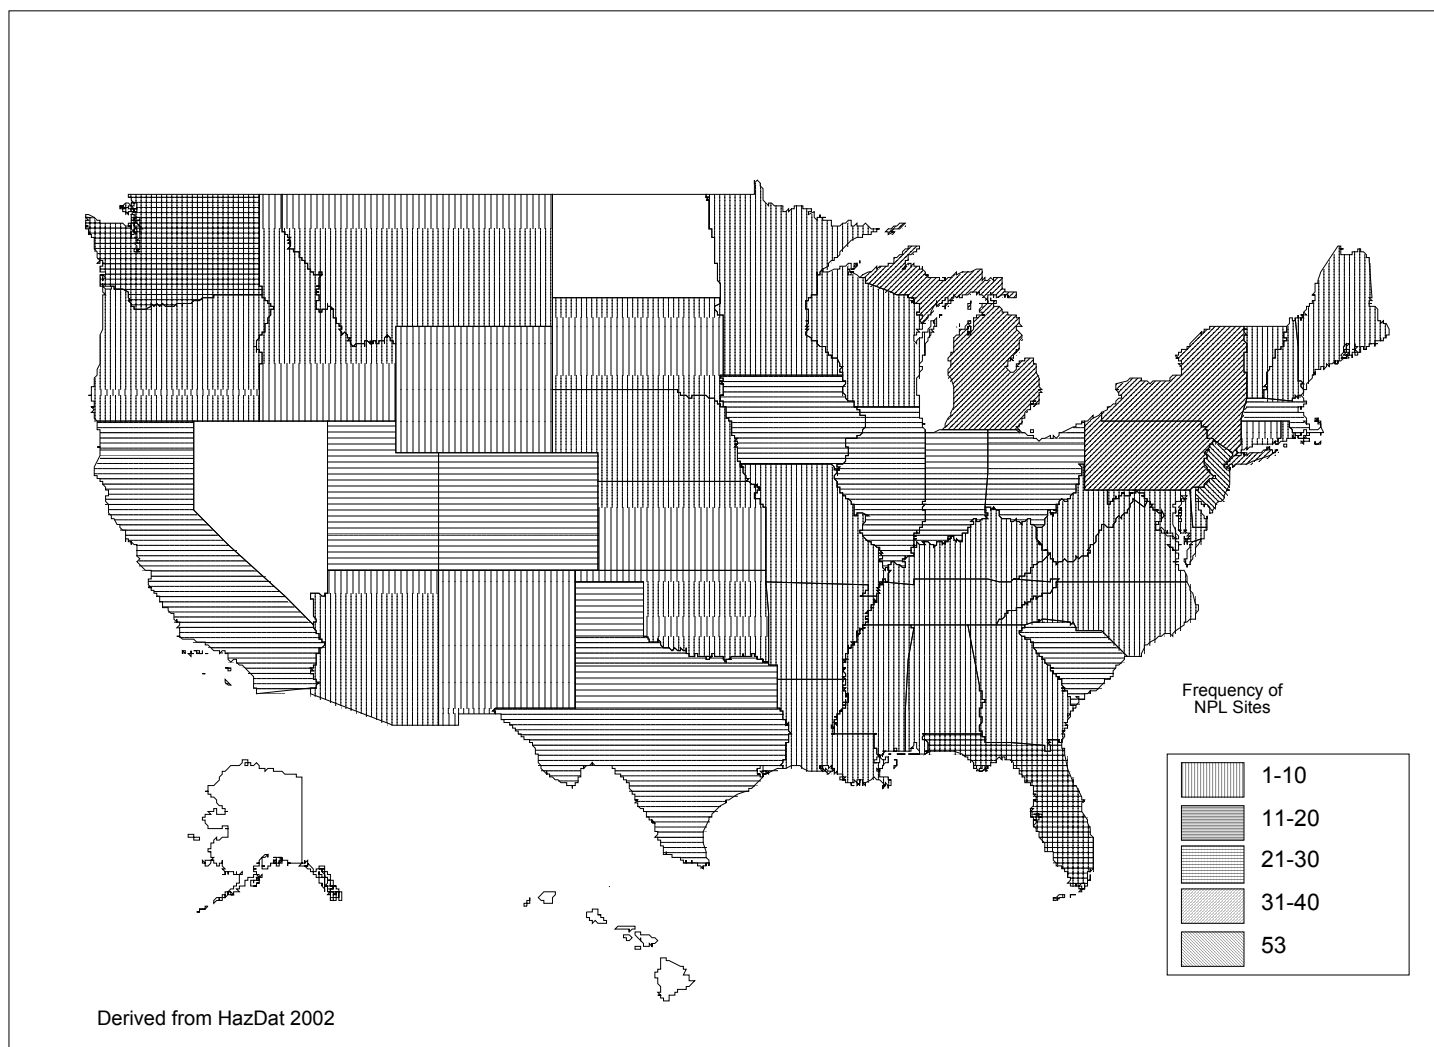 Frequency of
NPL Sites
1-10
11-20
21-30
31-40
53
Derived from HazDat 2002